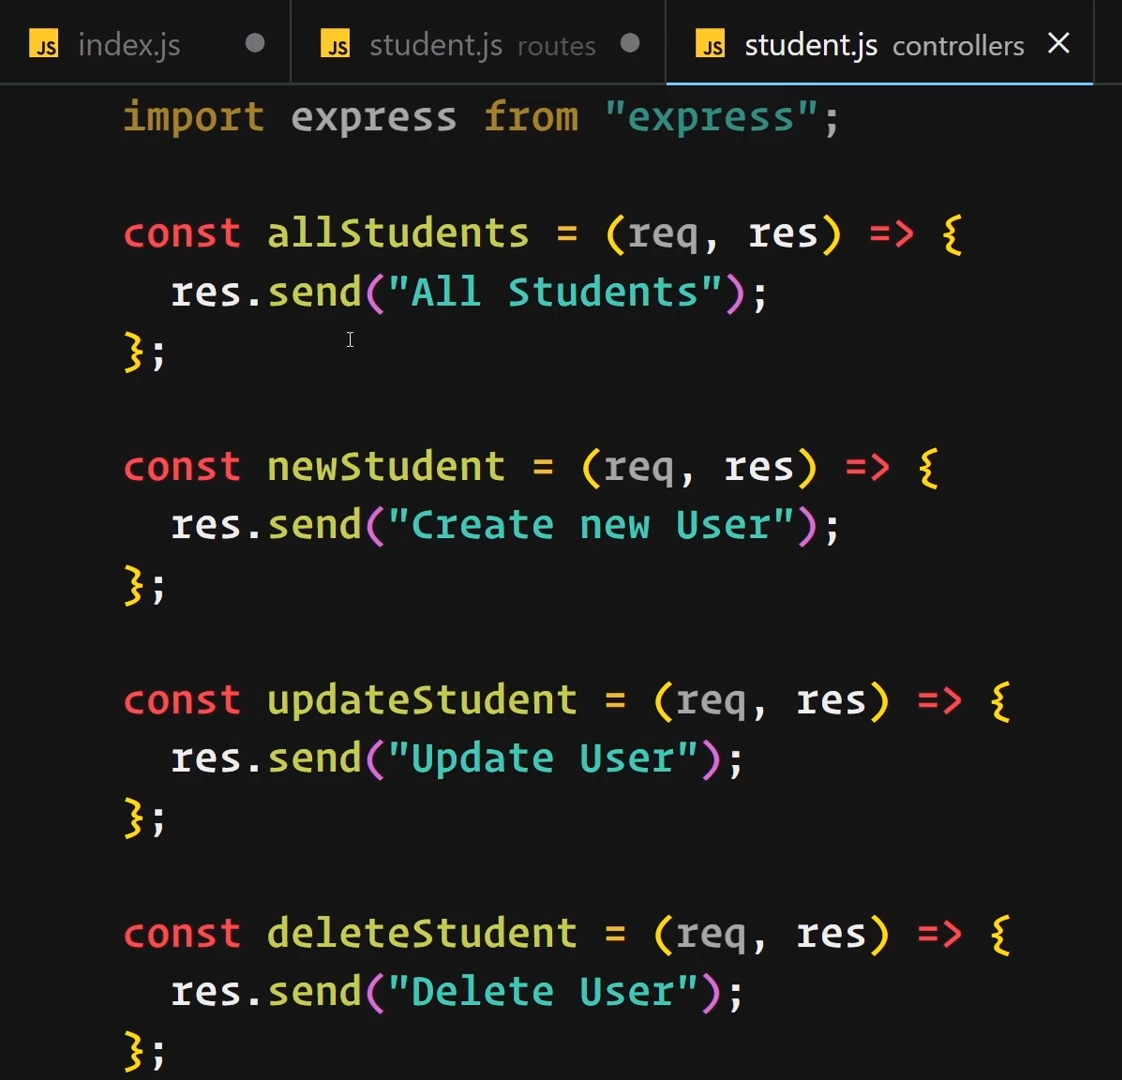 JS index.js
JS student.js routes
JS student.js controllers
import express from "express";
const allStudents = (req, res) => {
res.send("All Students");
};
const newStudent = (req, res) => {
res.send("Create new User");
};
const updateStudent = (req, res) => {
res.send("Update User");
};
const deleteStudent = (req, res) => {
res.send("Delete User");
};